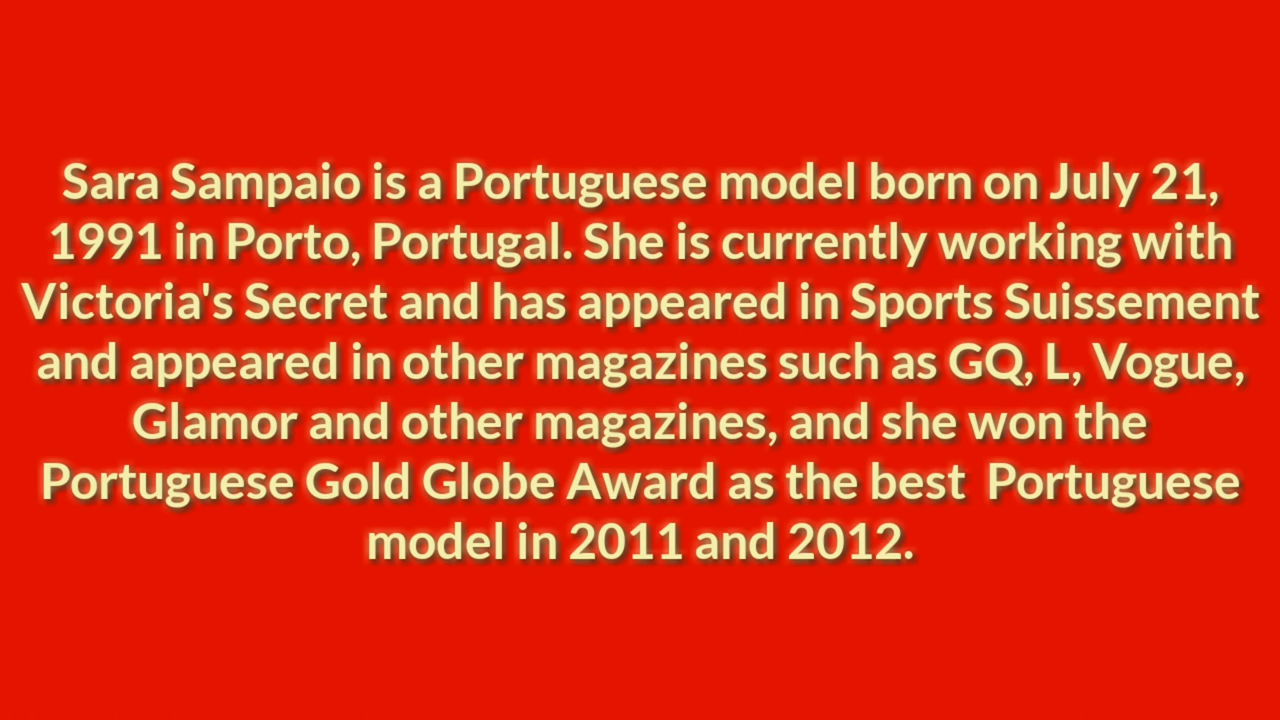 Sara Sampaio is a Portuguese model born on July 21,
1991 in Porto, Portugal. She is currently working with
Victoria's Secret and has appeared in Sports Suissement
and appeared in other magazines such as GQ, L, Vogue,
Glamor and other magazines, and she won the
Portuguese Gold Globe Award as the best  Portuguese
model in 2011 and 2012.